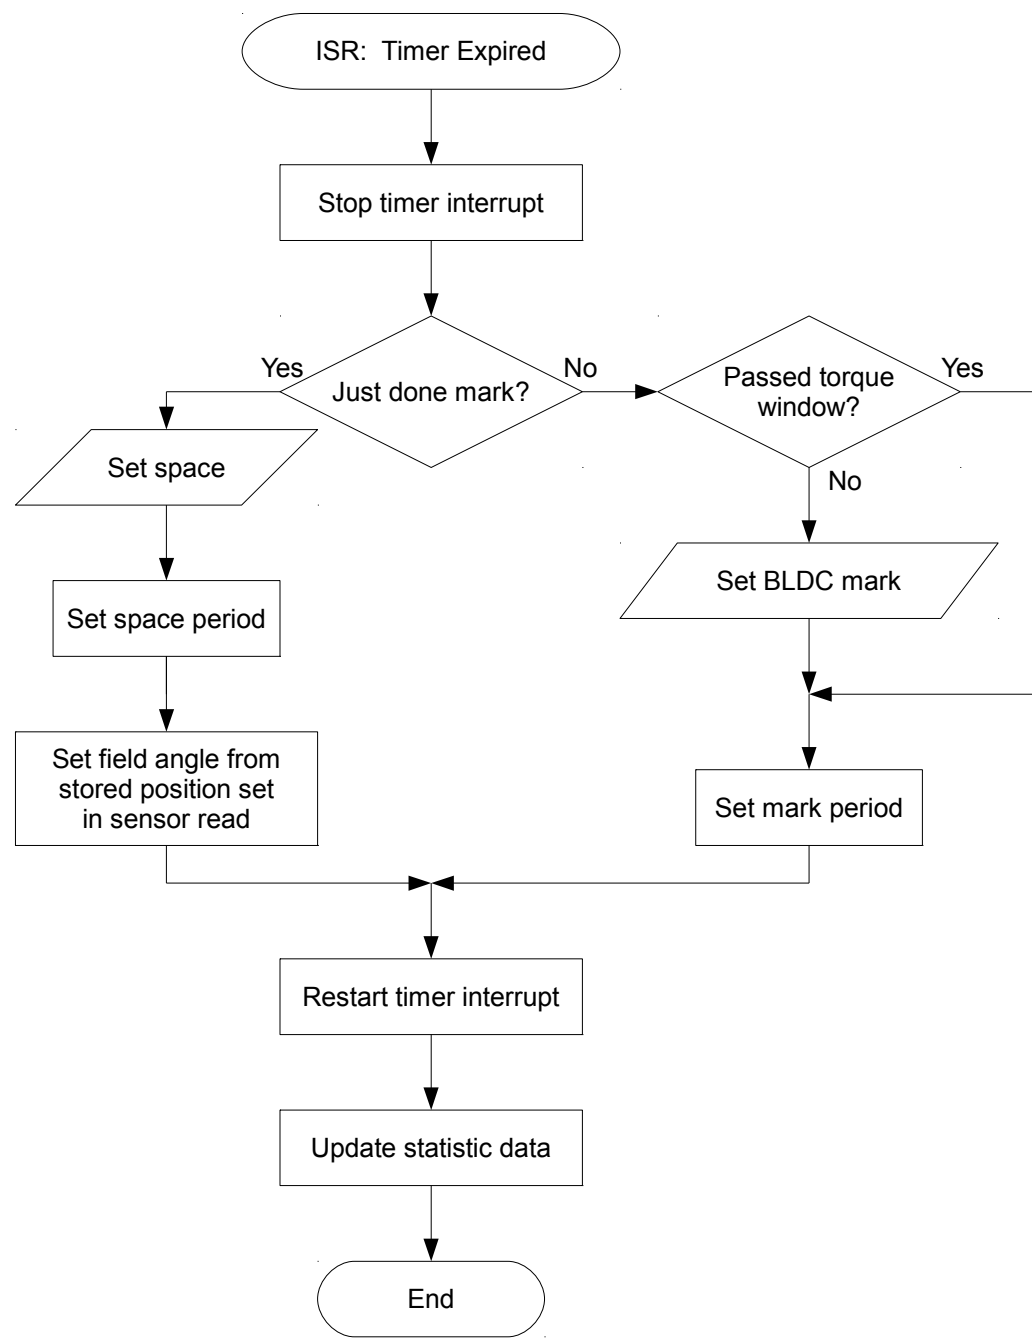 ISR:  Timer Expired
Stop timer interrupt
Yes
Just done mark?
No
Passed torque
window?
Yes
No
Set space
Set BLDC mark
Set space period
Set field angle from
stored position set
in sensor read
Set mark period
Restart timer interrupt
Update statistic data
End